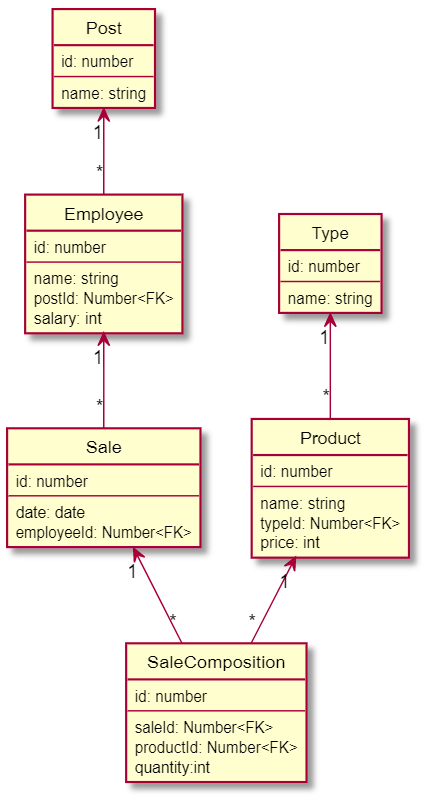 Post
id: number
name: string
1
*
Employee
id: number
name: string
postId: Number<FK>
salary: int
Type
id: number
name: string
1
*
1
*
Sale
id: number
date: date
employeeId: Number<FK>
Product
id: number
name: string
typeId: Number<FK>
price: int
1
*
1
*
SaleComposition
id: number
saleId: Number<FK>
productId: Number<FK>
quantity:int